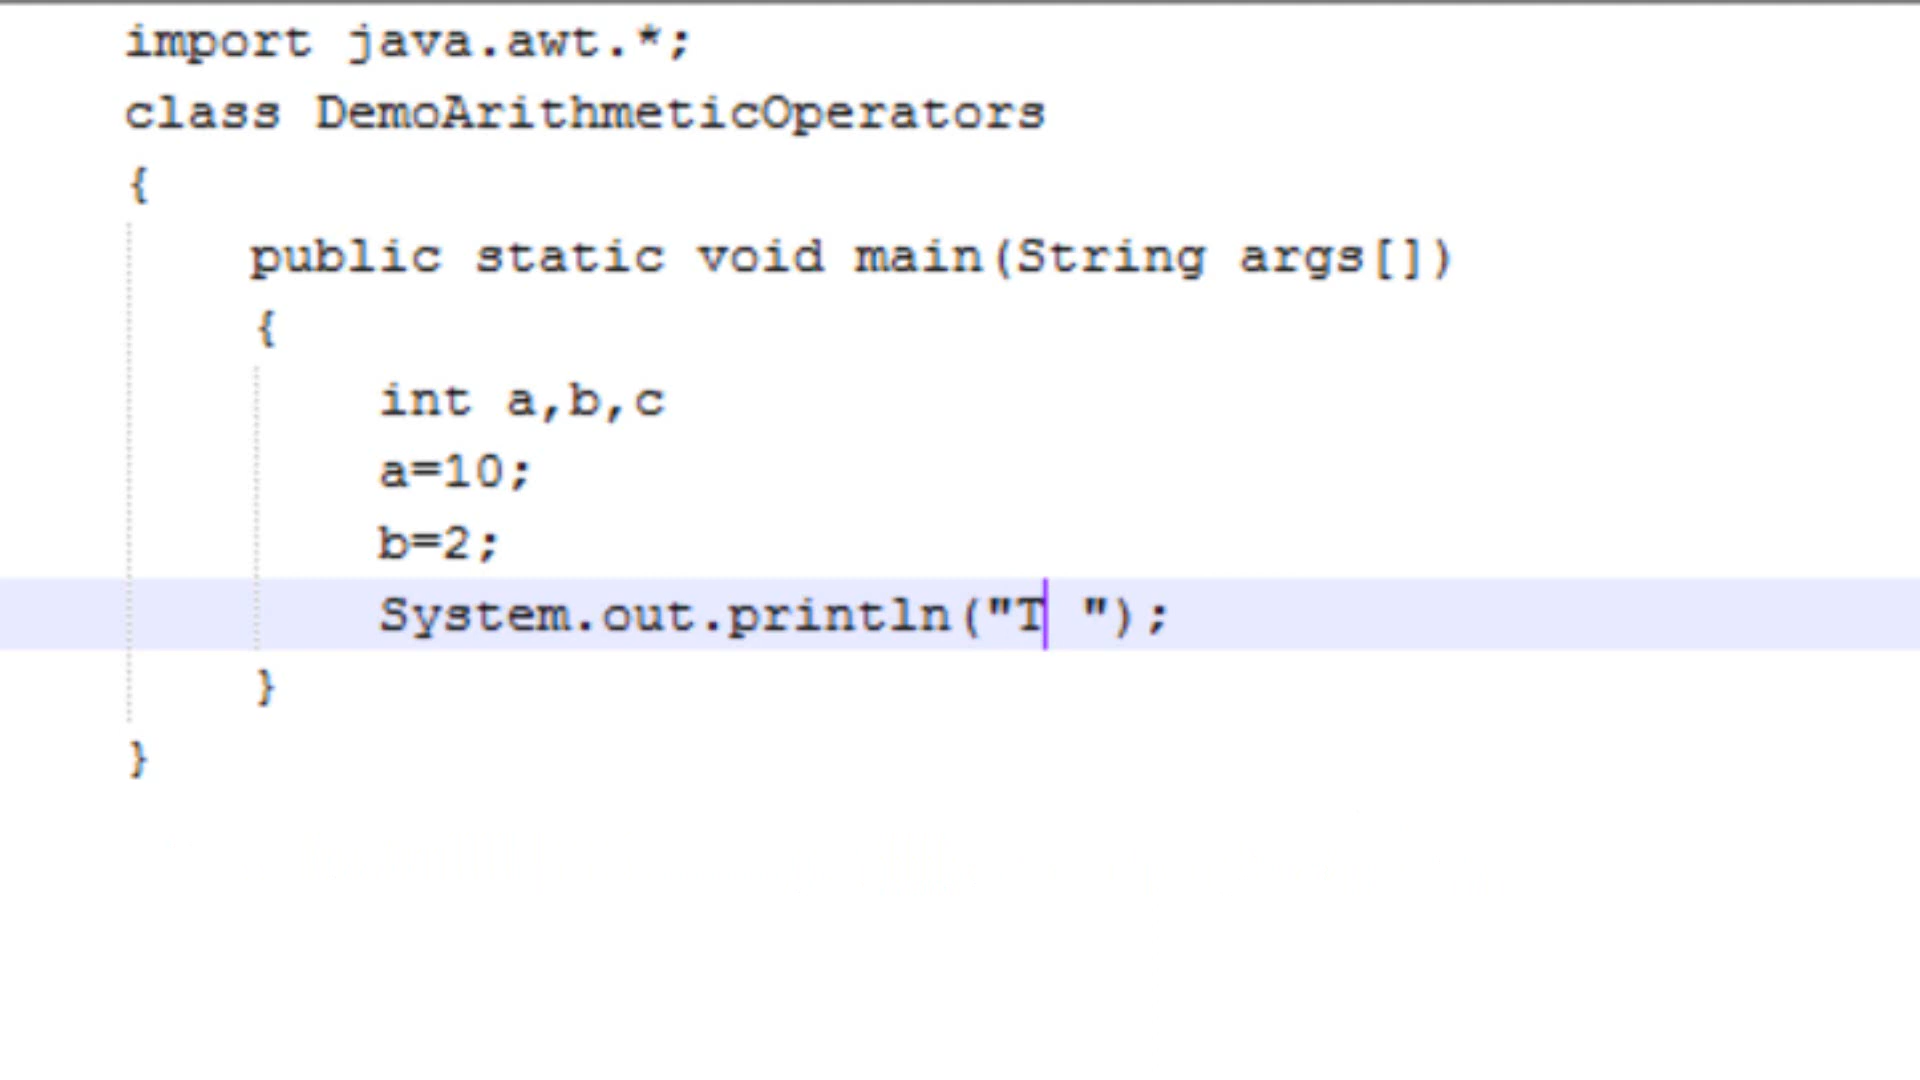 import java.awt.*;
class DemoArithmeticOperators
{
public static void main(String args[])
{
int a,b,c
a=10;
b=2;
System.out.println("T ");
}
}